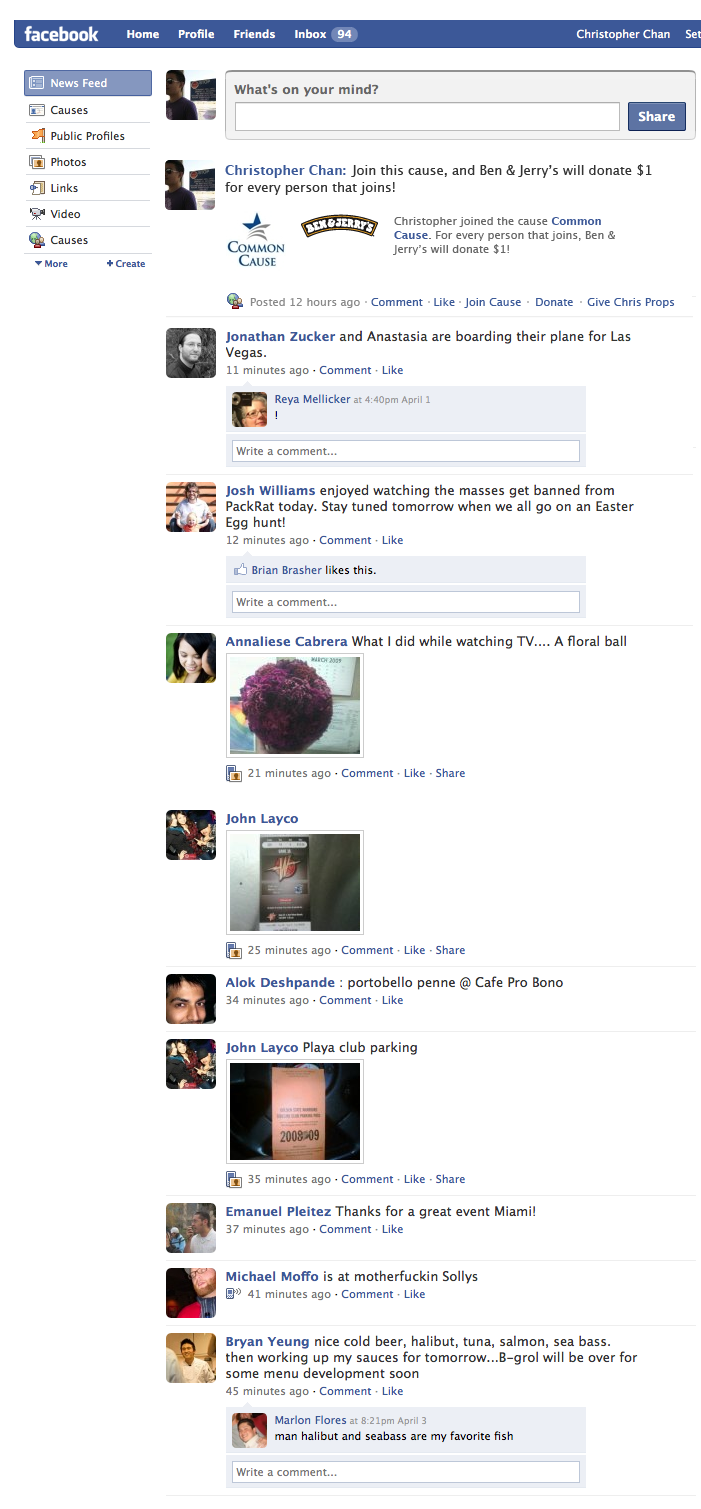 facebook Home Profile Friends Inbox 94 Christopher Chan Set
News Feed
Causes
Public Profiles
Photos
Links
Video
Causes
More + Create
What's on your mind?
Share
Christopher Chan: Join this cause, and Ben & Jerry's will donate $1
for every person that joins!
COMMON
CAUSE
BEN & JERRY'S
Christopher joined the cause Common
Cause. For every person that joins, Ben &
Jerry's will donate $1!
Posted 12 hours ago · Comment · Like · Join Cause · Donate · Give Chris Props
Jonathan Zucker and Anastasia are boarding their plane for Las
Vegas.
11 minutes ago · Comment · Like
Reya Mellicker at 4:40pm April 1
!
Write a comment...
Josh Williams enjoyed watching the masses get banned from
PackRat today. Stay tuned tomorrow when we all go on an Easter
Egg hunt!
12 minutes ago · Comment · Like
Brian Brasher likes this.
Write a comment...
Annaliese Cabrera What I did while watching TV.... A floral ball
MARCH 2009
21 minutes ago · Comment · Like · Share
John Layco
25 minutes ago · Comment · Like · Share
Alok Deshpande : portobello penne @ Cafe Pro Bono
34 minutes ago · Comment · Like
John Layco Playa club parking
2008-09
35 minutes ago · Comment · Like · Share
Emanuel Pleitez Thanks for a great event Miami!
37 minutes ago · Comment · Like
Michael Moffo is at motherfuckin Sollys
41 minutes ago · Comment · Like
Bryan Yeung nice cold beer, halibut, tuna, salmon, sea bass.
then working up my sauces for tomorrow...B-grol will be over for
some menu development soon
45 minutes ago · Comment · Like
Marlon Flores at 8:21pm April 3
man halibut and seabass are my favorite fish
Write a comment...